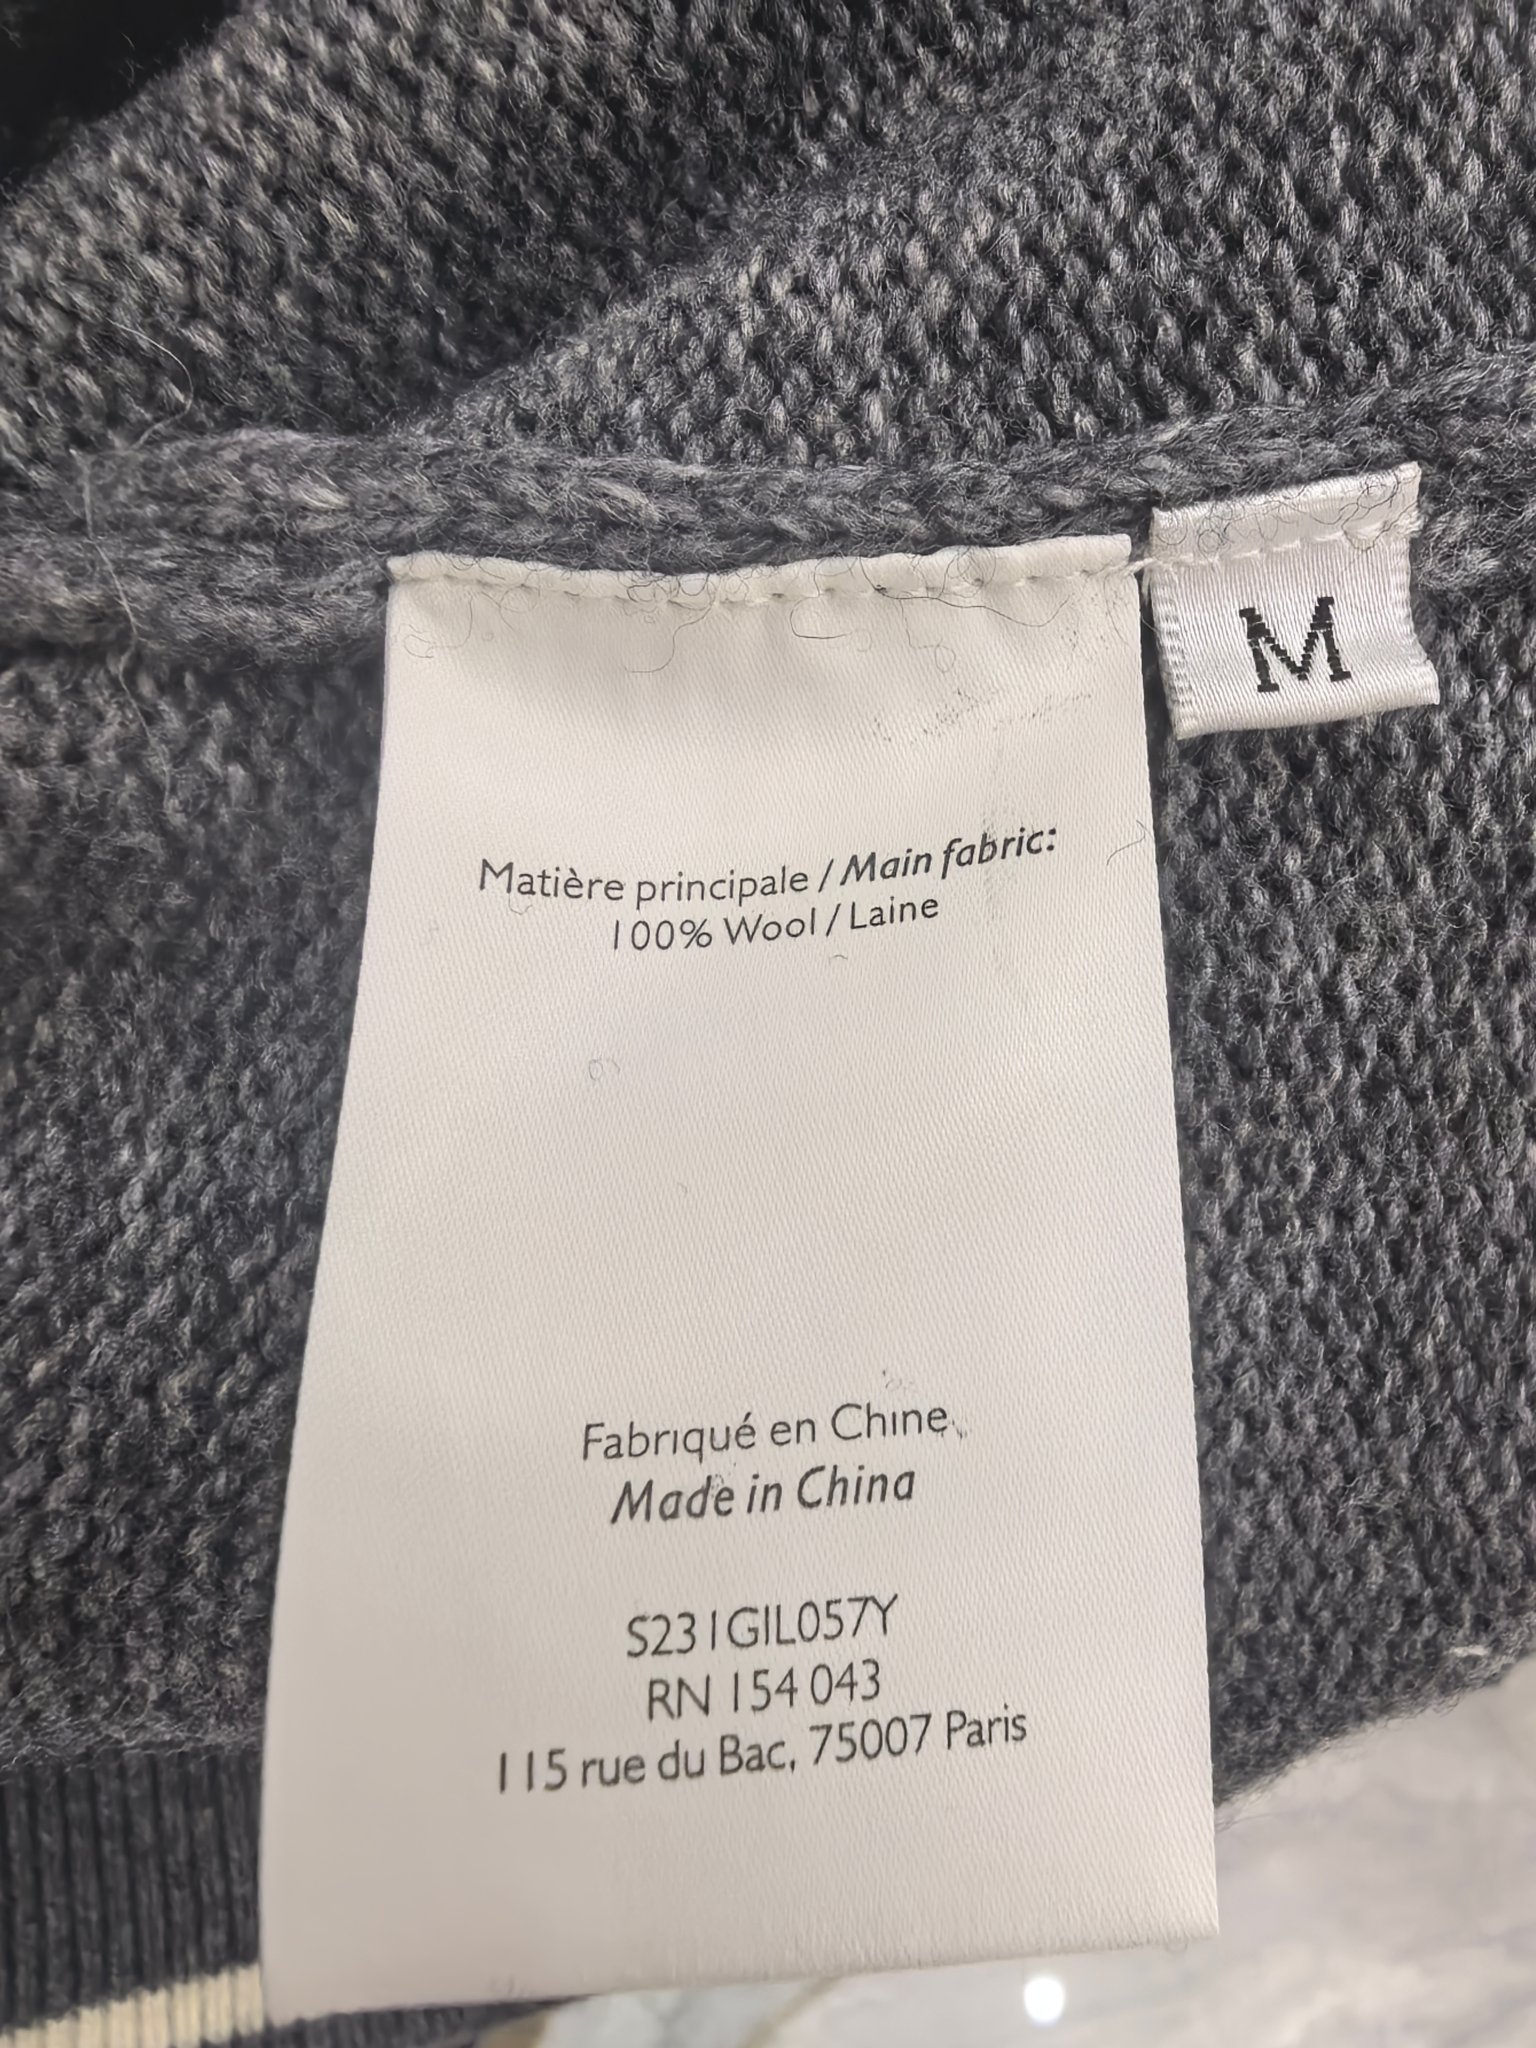 M
Matière principale / Main fabric:
100% Wool / Laine
Fabriqué en Chine
Made in China
S231GIL057Y
RN 154 043
115 rue du Bac, 75007 Paris